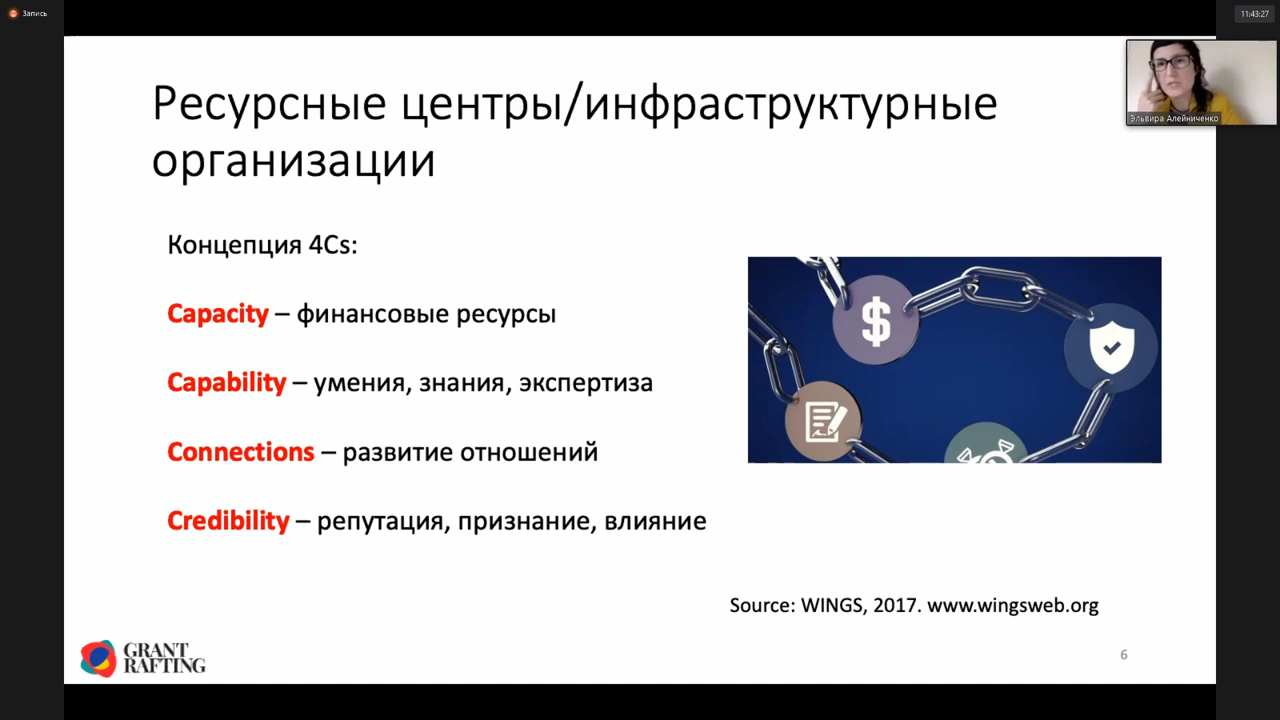 Запись
11:43:27
Эльвира Алейниченко
Ресурсные центры/инфраструктурные
организации
Концепция 4Cs:
Capacity – финансовые ресурсы
Capability – умения, знания, экспертиза
Connections – развитие отношений
Credibility – репутация, признание, влияние
$
Source: WINGS, 2017. www.wingsweb.org
GRANT
RAFTING
6